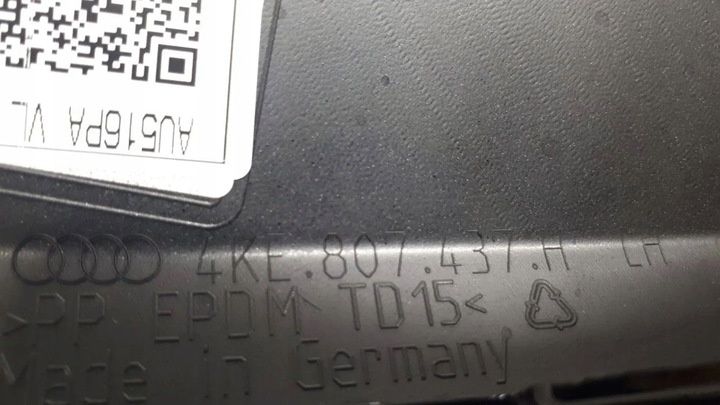 AU516PA VL
4KE.807.437.H LH
>PP EPDM TD15<
Made in Germany